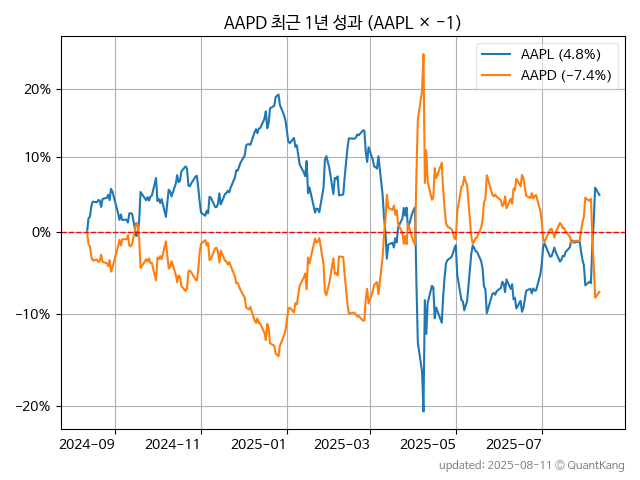 AAPD 최근 1년 성과 (AAPL × −1)
AAPL (4.8%)
AAPD (−7.4%)
20%
10%
0%
−10%
−20%
2024−09 2024−11 2025−01 2025−03 2025−05 2025−07
updated: 2025−08−11 © QuantKang